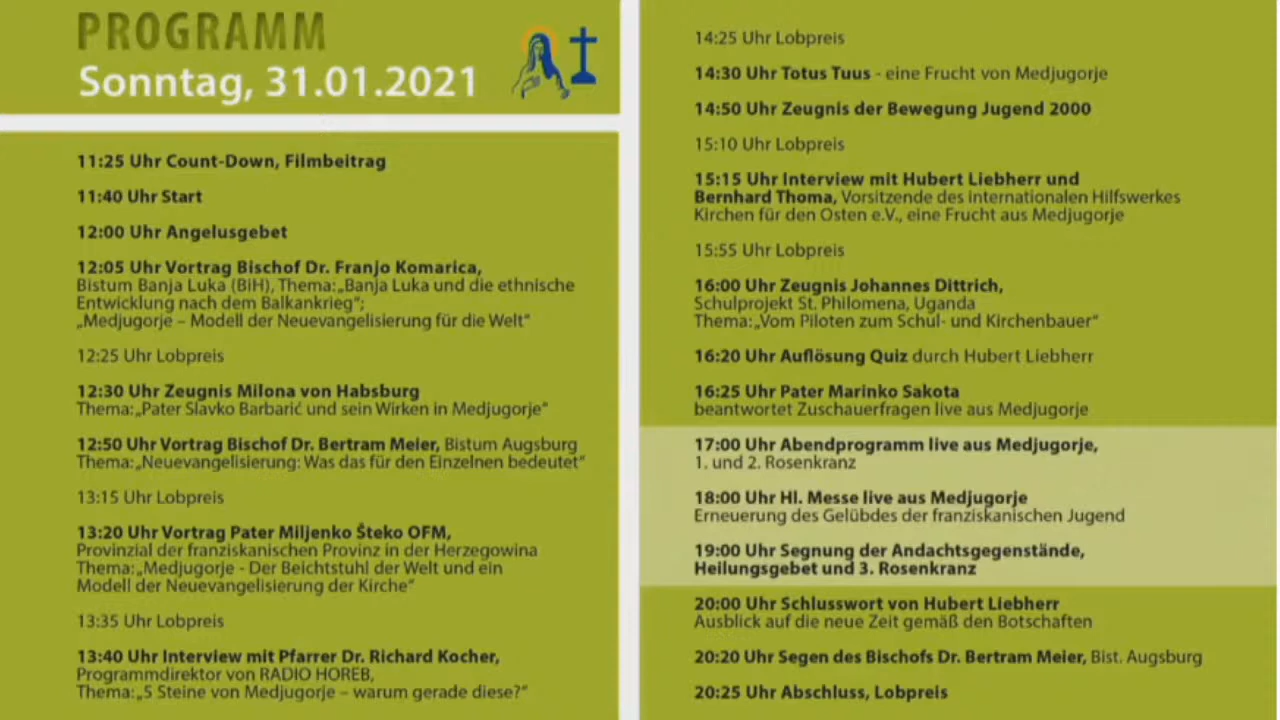 PROGRAMM
Sonntag, 31.01.2021
11:25 Uhr Count-Down, Filmbeitrag
11:40 Uhr Start
12:00 Uhr Angelusgebet
12:05 Uhr Vortrag Bischof Dr. Franjo Komarica,
Bistum Banja Luka (BiH), Thema: „Banja Luka und die ethnische
Entwicklung nach dem Balkankrieg“;
„Medjugorje – Modell der Neuevangelisierung für die Welt“
12:25 Uhr Lobpreis
12:30 Uhr Zeugnis Milona von Habsburg
Thema: „Pater Slavko Barbarić und sein Wirken in Medjugorje“
12:50 Uhr Vortrag Bischof Dr. Bertram Meier, Bistum Augsburg
Thema: „Neuevangelisierung: Was das für den Einzelnen bedeutet“
13:15 Uhr Lobpreis
13:20 Uhr Vortrag Pater Miljenko Šteko OFM,
Provinzial der franziskanischen Provinz in der Herzegowina
Thema: „Medjugorje - Der Beichtstuhl der Welt und ein
Modell der Neuevangelisierung der Kirche“
13:35 Uhr Lobpreis
13:40 Uhr Interview mit Pfarrer Dr. Richard Kocher,
Programmdirektor von RADIO HOREB,
Thema: „5 Steine von Medjugorje – warum gerade diese?“
14:25 Uhr Lobpreis
14:30 Uhr Totus Tuus - eine Frucht von Medjugorje
14:50 Uhr Zeugnis der Bewegung Jugend 2000
15:10 Uhr Lobpreis
15:15 Uhr Interview mit Hubert Liebherr und
Bernhard Thoma, Vorsitzende des internationalen Hilfswerkes
Kirchen für den Osten e.V., eine Frucht aus Medjugorje
15:55 Uhr Lobpreis
16:00 Uhr Zeugnis Johannes Dittrich,
Schulprojekt St. Philomena, Uganda
Thema: „Vom Piloten zum Schul- und Kirchenbauer“
16:20 Uhr Auflösung Quiz durch Hubert Liebherr
16:25 Uhr Pater Marinko Sakota
beantwortet Zuschauerfragen live aus Medjugorje
17:00 Uhr Abendprogramm live aus Medjugorje,
1. und 2. Rosenkranz
18:00 Uhr Hl. Messe live aus Medjugorje
Erneuerung des Gelübdes der franziskanischen Jugend
19:00 Uhr Segnung der Andachtsgegenstände,
Heilungsgebet und 3. Rosenkranz
20:00 Uhr Schlusswort von Hubert Liebherr
Ausblick auf die neue Zeit gemäß den Botschaften
20:20 Uhr Segen des Bischofs Dr. Bertram Meier, Bist. Augsburg
20:25 Uhr Abschluss, Lobpreis